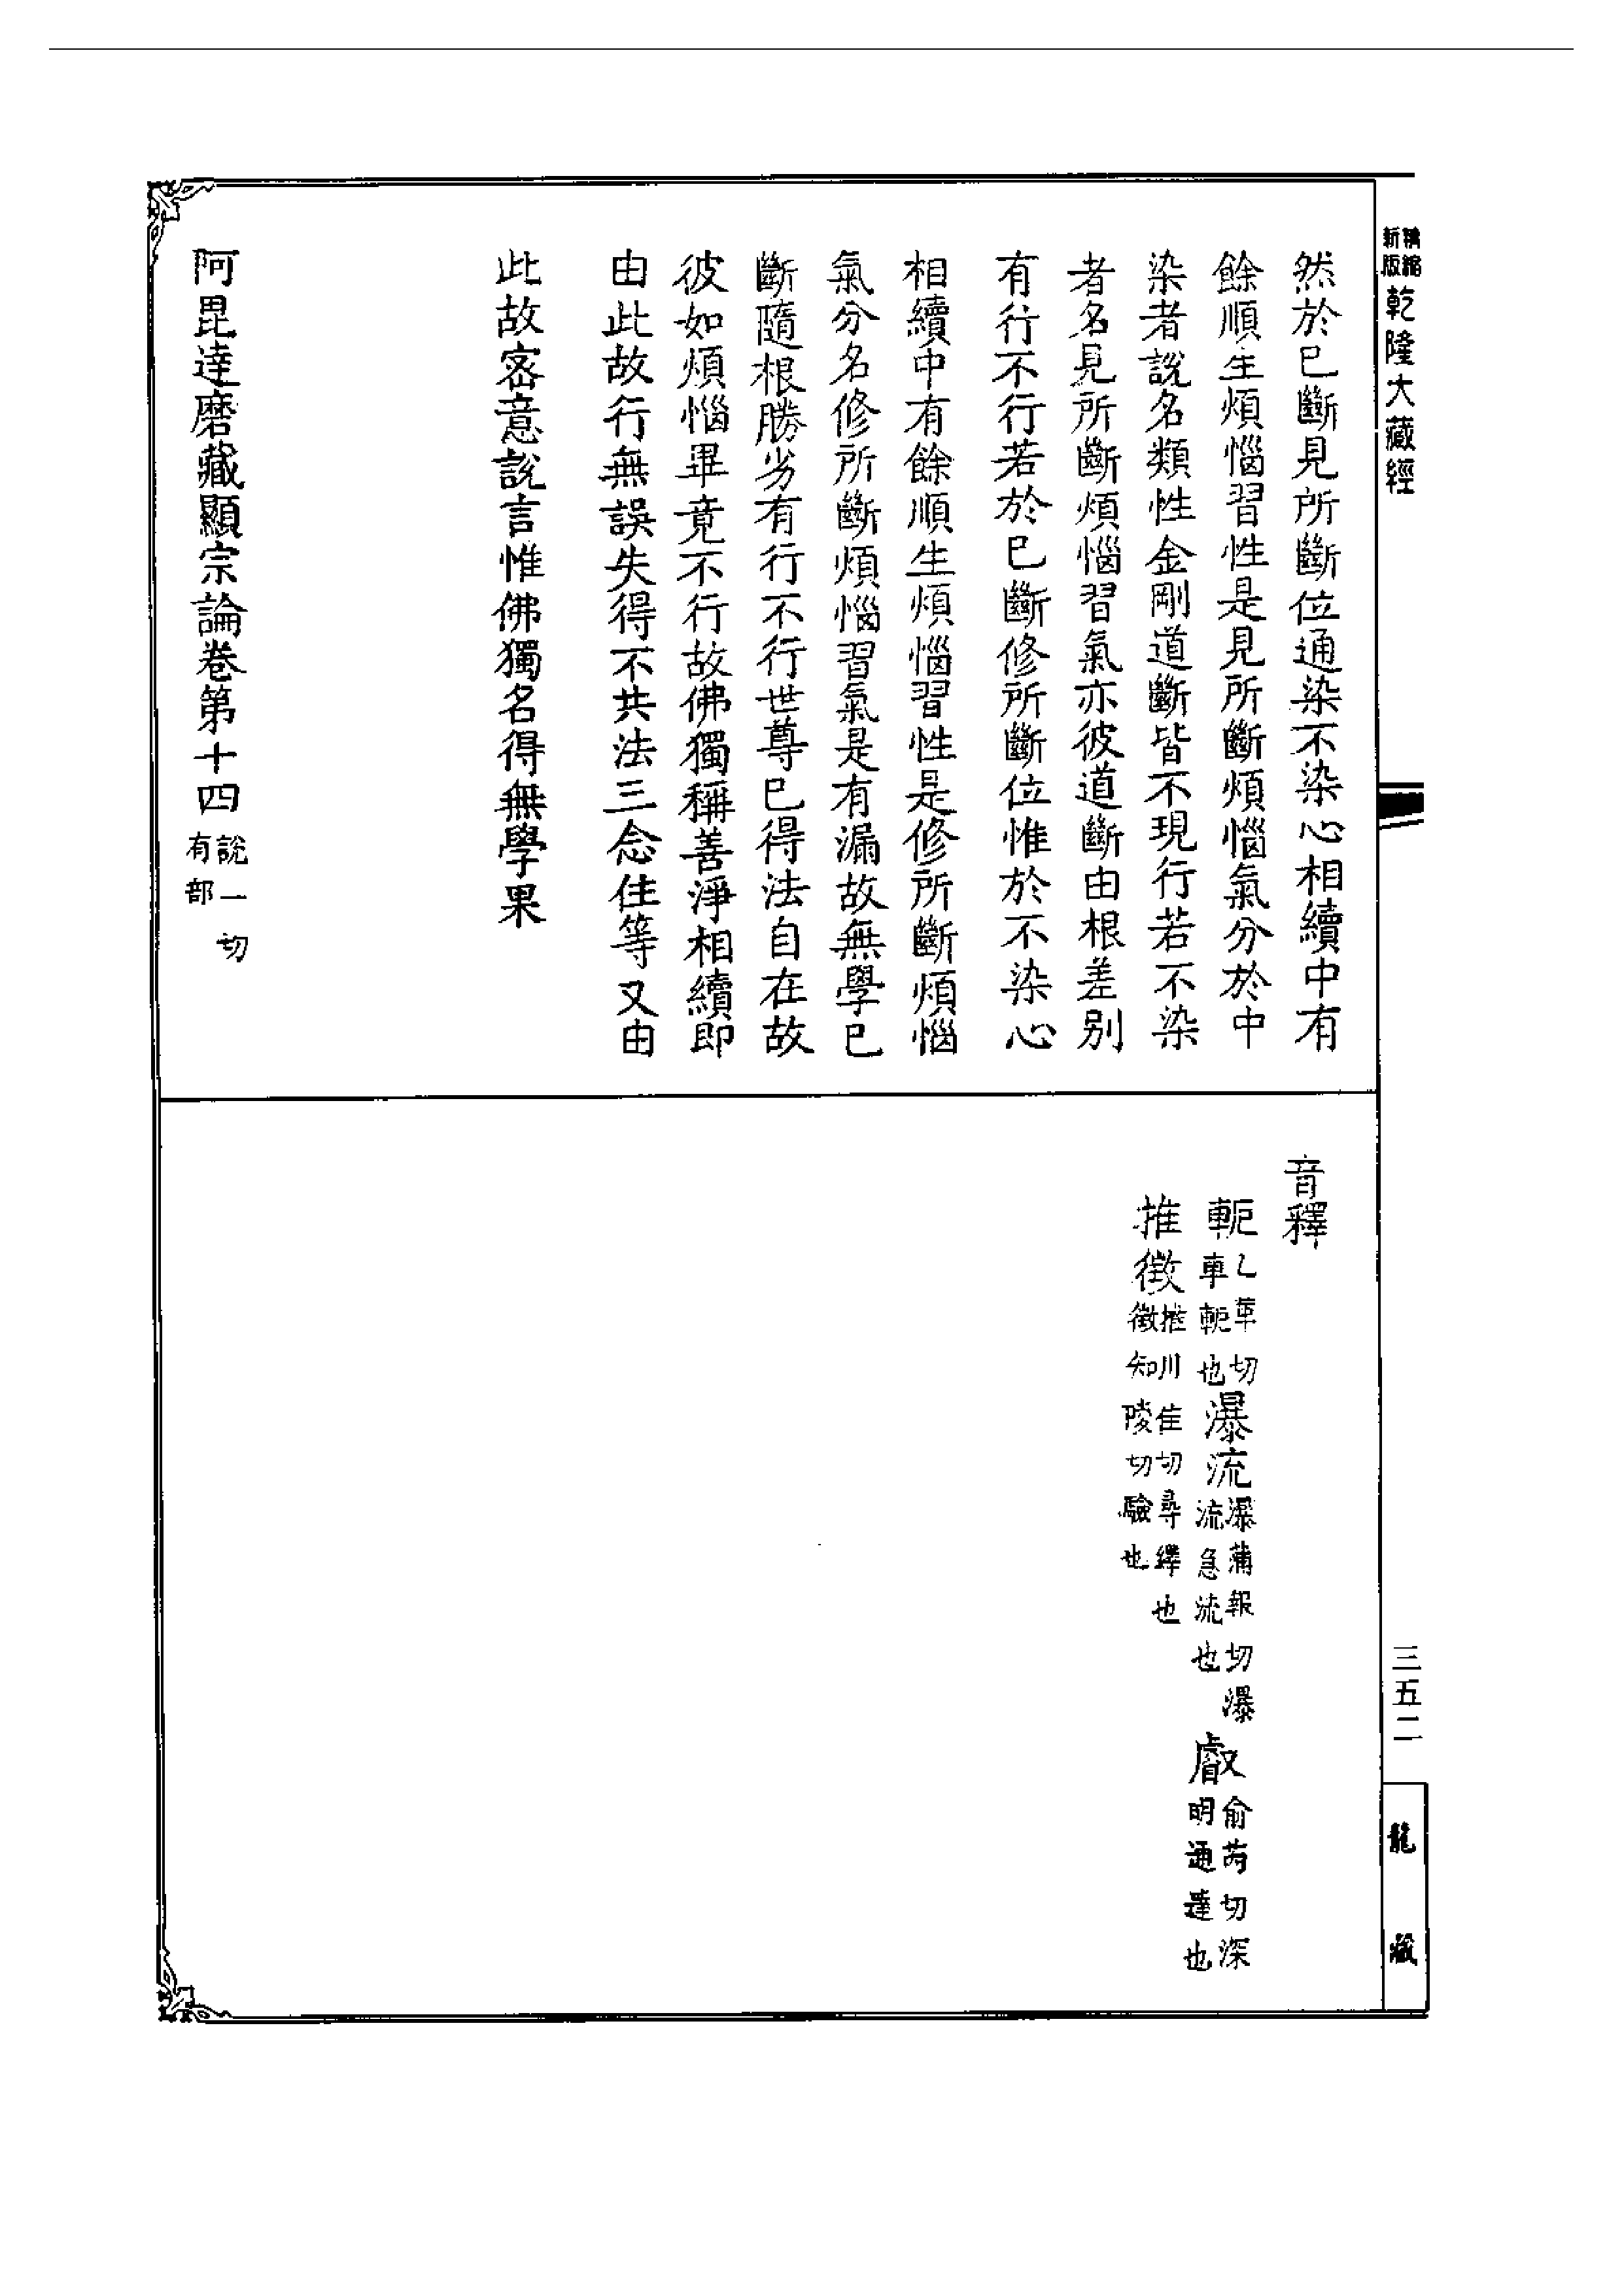 精縮新版乾隆大藏經
然於已斷見所斷位通染不染心相續中有
餘順生煩惱習性是見所斷煩惱氣分於中
染者說名類性金剛道斷皆不現行若不染
者名見所斷煩惱習氣亦彼道斷由根差別
有行不行若於已斷修所斷位惟於不染心
相續中有餘順生煩惱習性是修所斷煩惱
氣分名修所斷煩惱習氣是有漏故無學已
斷隨根勝劣有行不行世尊已得法自在故
彼如煩惱畢竟不行故佛獨稱善淨相續即
由此故行無誤失得不共法三念住等又由
此故密意說言惟佛獨名得無學果
阿毘達磨藏顯宗論卷第十四說一切有部
音釋
軛乙革切車軛也瀑流瀑蒲報切瀑流急流也叡俞芮切深明通達也
推徵推川隹切尋繹也徵知陵切驗也
三五二
龍藏